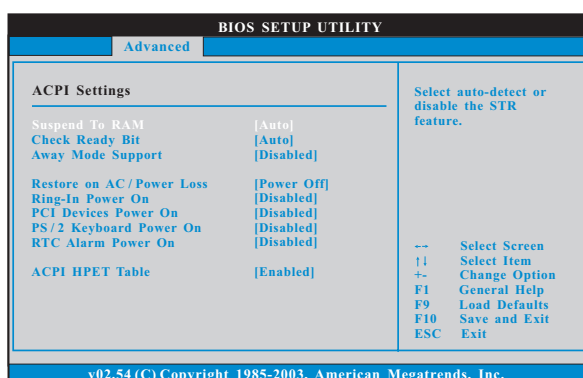 BIOS SETUP UTILITY
Advanced
ACPI Settings
Suspend To RAM [Auto]
Check Ready Bit [Auto]
Away Mode Support [Disabled]
Restore on AC / Power Loss [Power Off]
Ring-In Power On [Disabled]
PCI Devices Power On [Disabled]
PS/2 Keyboard Power On [Disabled]
RTC Alarm Power On [Disabled]
ACPI HPET Table [Enabled]
Select auto-detect or
disable the STR
feature.
←→ Select Screen
↑↓ Select Item
+- Change Option
F1 General Help
F9 Load Defaults
F10 Save and Exit
ESC Exit
v02.54 (C) Copyright 1985-2003, American Megatrends, Inc.